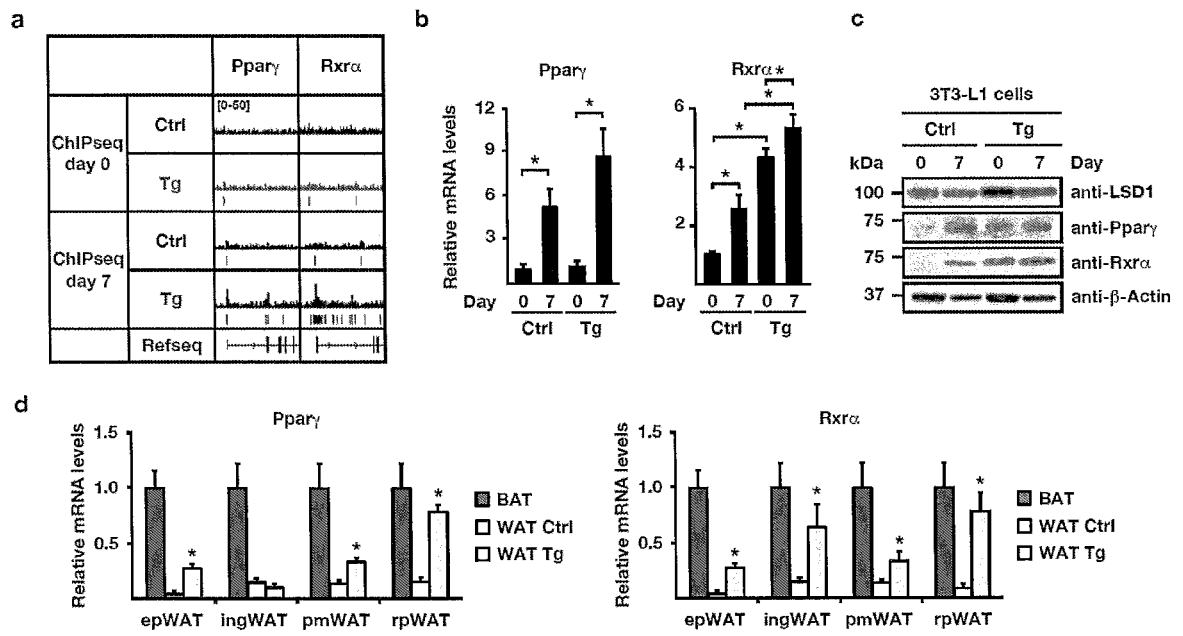 a
Pparγ Rxrα
ChIPseq day 0
Ctrl
[0-50]
Tg
ChIPseq day 7
Ctrl
Tg
Refseq
b
Pparγ
Relative mRNA levels
12
9
6
3
*
*
Day 0 7 0 7
Ctrl Tg
Rxrα
6
4
2
*
*
*
*
Day 0 7 0 7
Ctrl Tg
c
3T3-L1 cells
Ctrl Tg
kDa 0 7 0 7 Day
100 anti-LSD1
75 anti-Pparγ
75 anti-Rxrα
37 anti-β-Actin
d
Pparγ
Relative mRNA levels
1.5
1.0
0.5
*
*
*
epWAT ingWAT pmWAT rpWAT
BAT
WAT Ctrl
WAT Tg
Rxrα
Relative mRNA levels
1.5
1.0
0.5
*
*
*
*
epWAT ingWAT pmWAT rpWAT
BAT
WAT Ctrl
WAT Tg